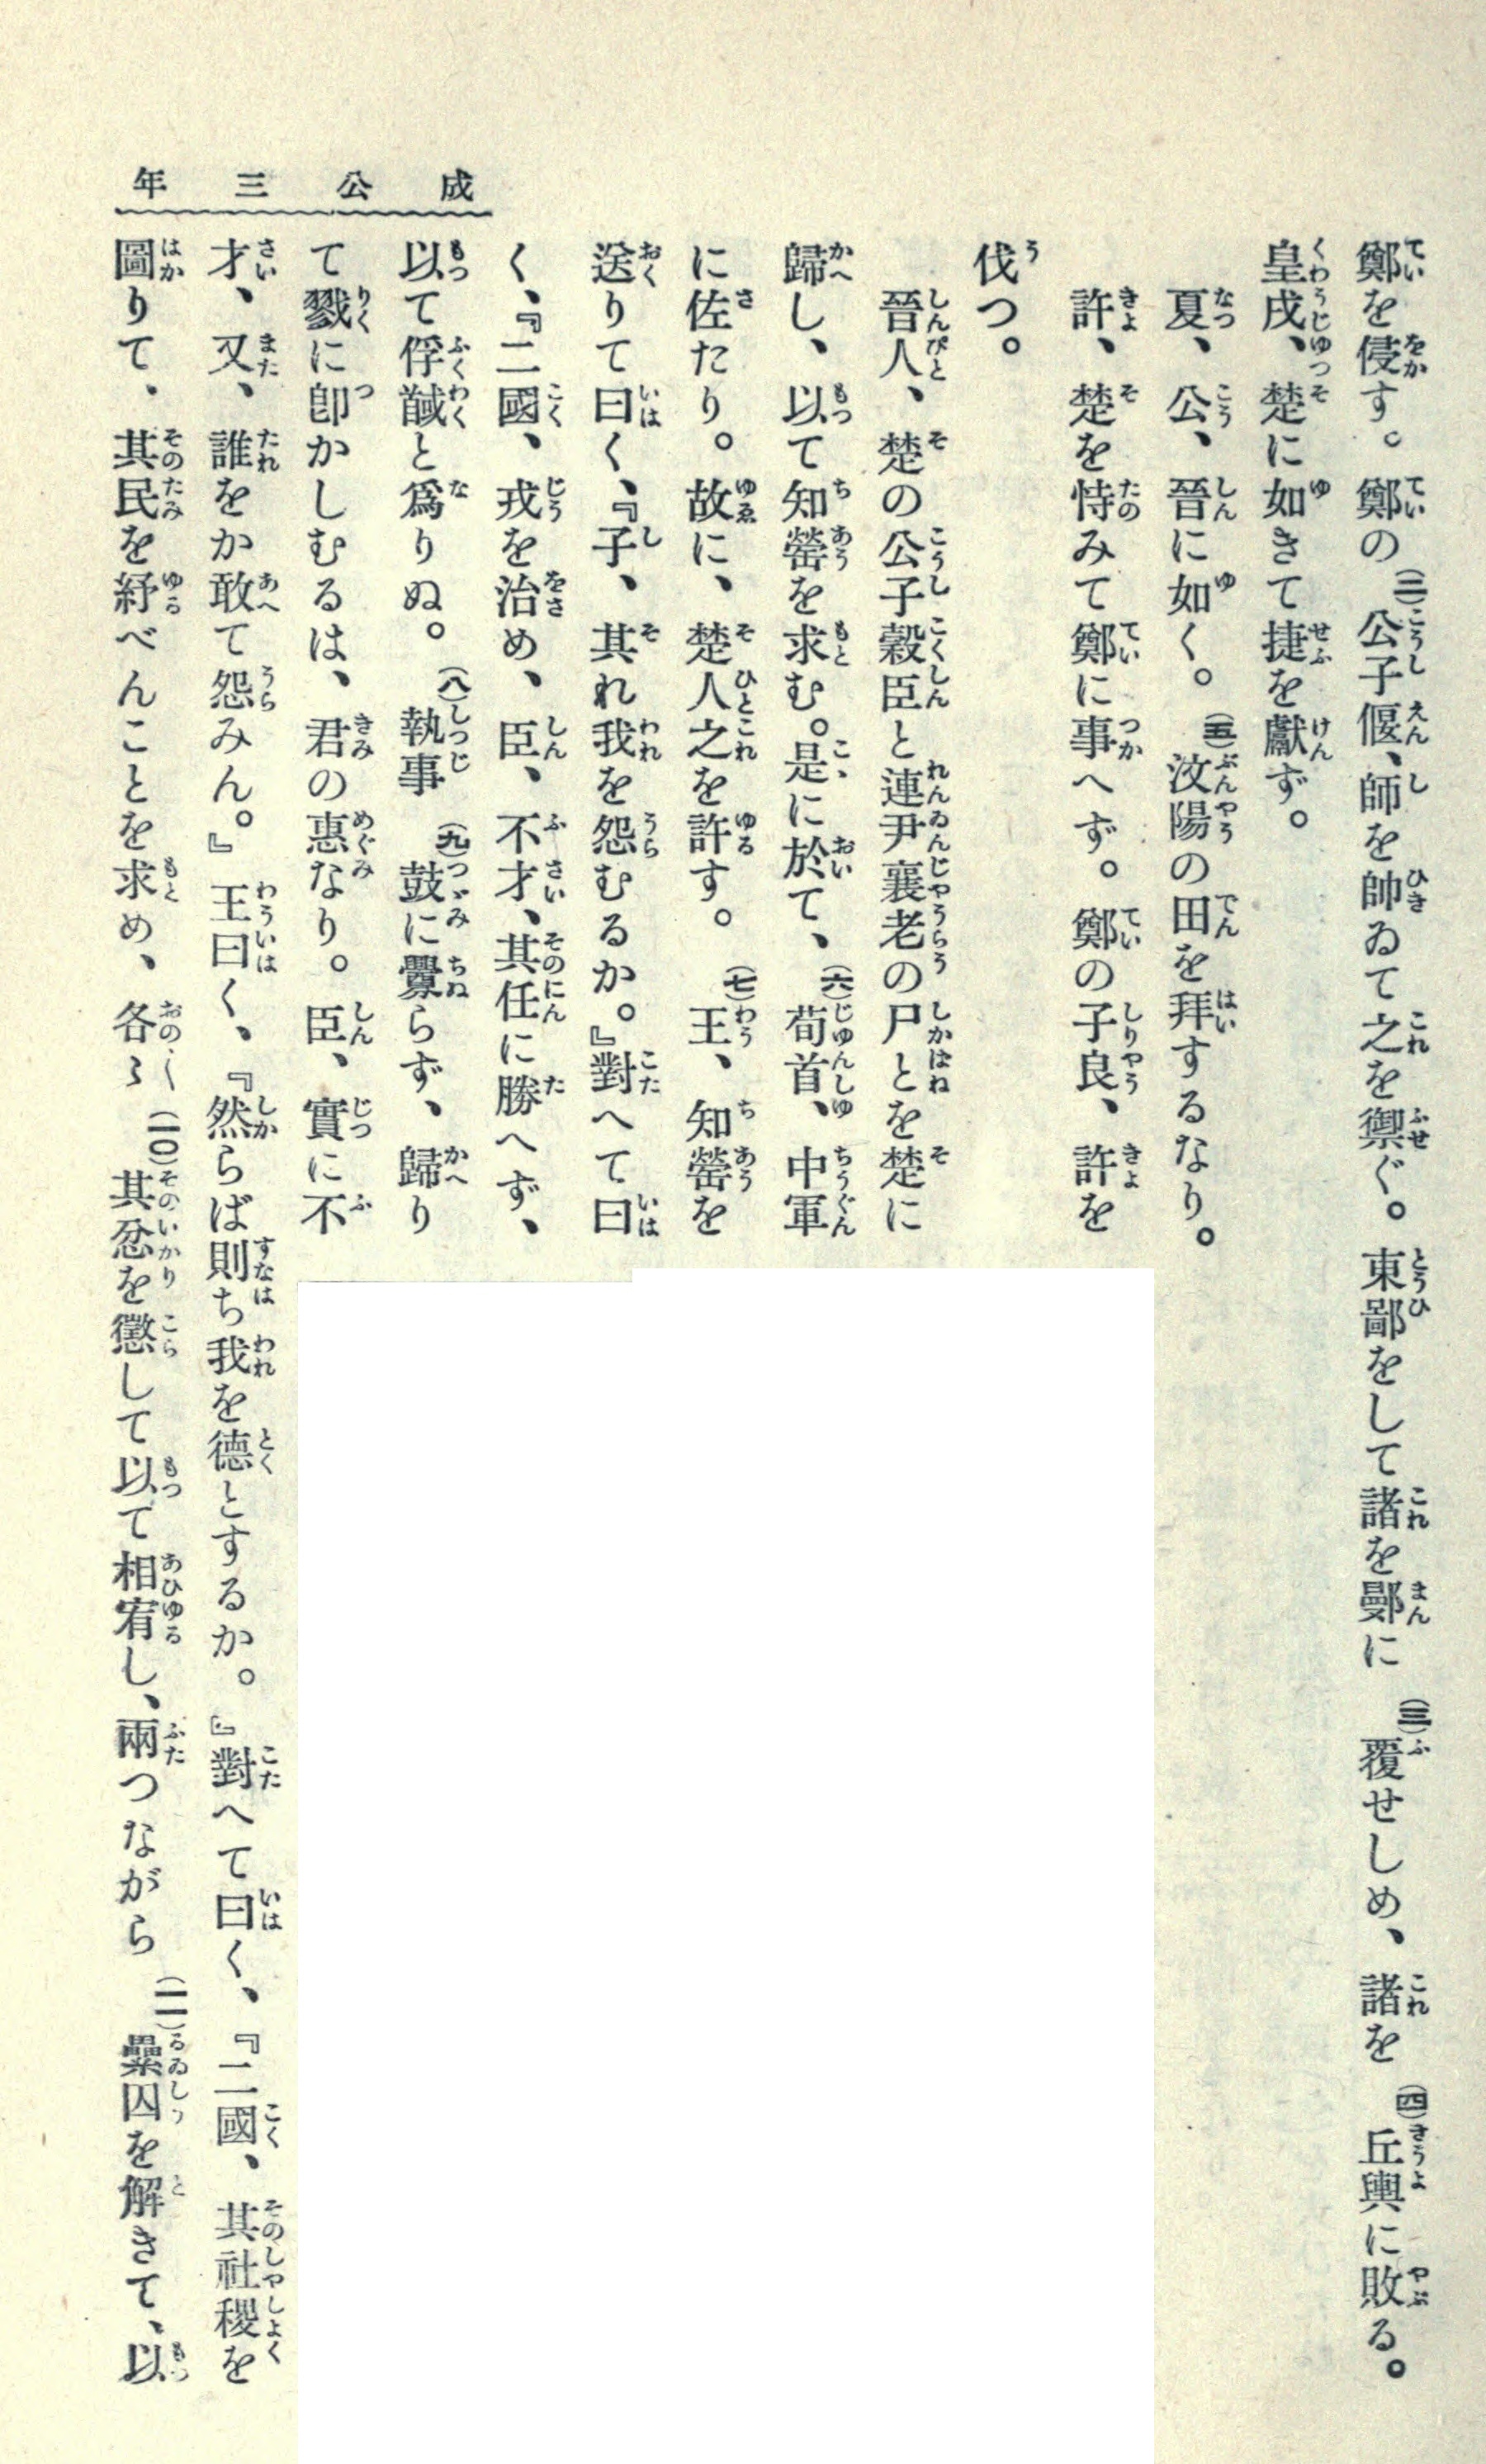 成公三年
鄭を侵す。鄭の(二)公子偃、師を帥ゐて之を禦ぐ。東鄙をして諸を鄤に(三)覆せしめ、諸を(四)丘輿に敗る。
皇戌、楚に如きて捷を獻ず。
夏、公、晉に如く。(五)汶陽の田を拜するなり。
許、楚を恃みて鄭に事へず。鄭の子良、許を
伐つ。
晉人、楚の公子穀臣と連尹襄老の尸とを楚に
歸し、以て知罃を求む。是に於て、(六)荀首、中軍
に佐たり。故に、楚人之を許す。(七)王、知罃を
送りて曰く、『子、其れ我を怨むるか。』對へて曰
く、『二國、戎を治め、臣、不才、其任に勝へず、
以て俘馘と爲りぬ。(八)執事(九)鼓に釁らず、歸り
て戮に卽かしむるは、君の惠なり。臣、實に不
才、又、誰をか敢て怨みん。』王曰く、『然らば則ち我を德とするか。』對へて曰く、『二國、其社稷を
圖りて、其民を紓べんことを求め、各〻(一〇)其忿を懲して以て相宥し、兩つながら(一一)纍囚を解きて、以